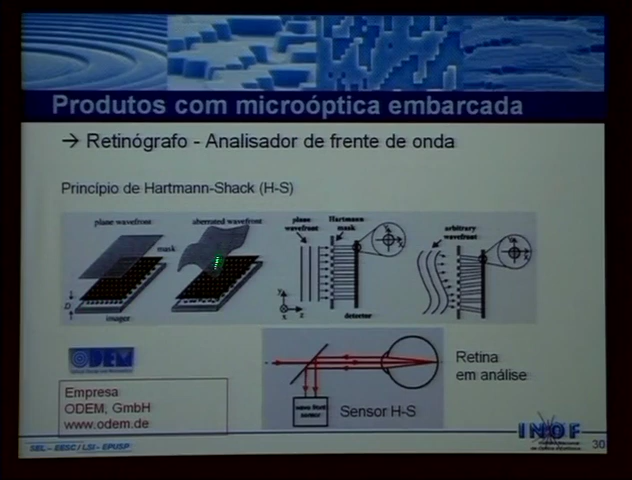 Produtos com microóptica embarcada
→ Retinógrafo - Analisador de frente de onda
Princípio de Hartmann-Shack (H-S)
plane wavefront
aberrated wavefront
mask
D
imager
plane
wavefront
Hartmann
mask
y
x
z
detector
arbitrary
wavefront
ODEM
Empresa
ODEM, GmbH
www.odem.de
wave front
sensor
Sensor H-S
Retina
em análise
SBL – EESC / LSI - EPUSP
INOF
30